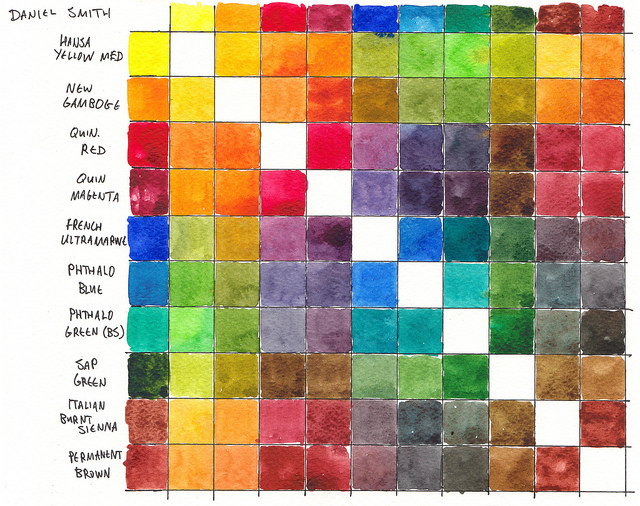 DANIEL SMITH
HANSA
YELLOW MED
NEW
GAMBOGE
QUIN.
RED
QUIN
MAGENTA
FRENCH
ULTRAMARINE
PHTHALO
BLUE
PHTHALO
GREEN (BS)
SAP
GREEN
ITALIAN
BURNT
SIENNA
PERMANENT
BROWN